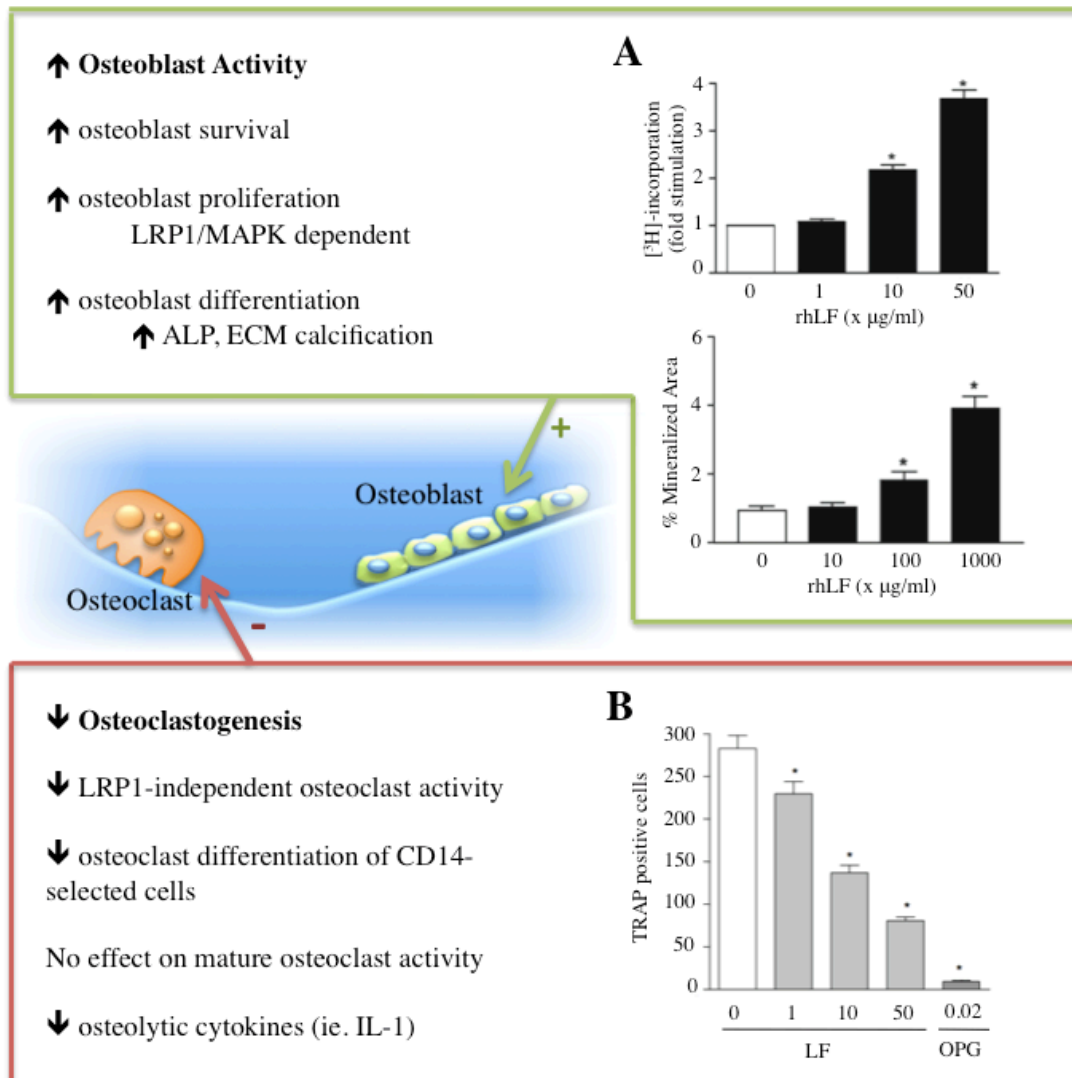 ↑ Osteoblast Activity
↑ osteoblast survival
↑ osteoblast proliferation
LRP1/MAPK dependent
↑ osteoblast differentiation
↑ ALP, ECM calcification
A
[³H]-incorporation
(fold stimulation)
4
3
2
1
0
*
*
0 1 10 50
rhLF (x µg/ml)
% Mineralized Area
6
4
2
0
*
*
0 10 100 1000
rhLF (x µg/ml)
+
Osteoblast
Osteoclast
-
↓ Osteoclastogenesis
↓ LRP1-independent osteoclast activity
↓ osteoclast differentiation of CD14-
selected cells
No effect on mature osteoclast activity
↓ osteolytic cytokines (ie. IL-1)
B
TRAP positive cells
300
250
200
150
100
50
0
*
*
*
*
0 1 10 50 0.02
LF OPG